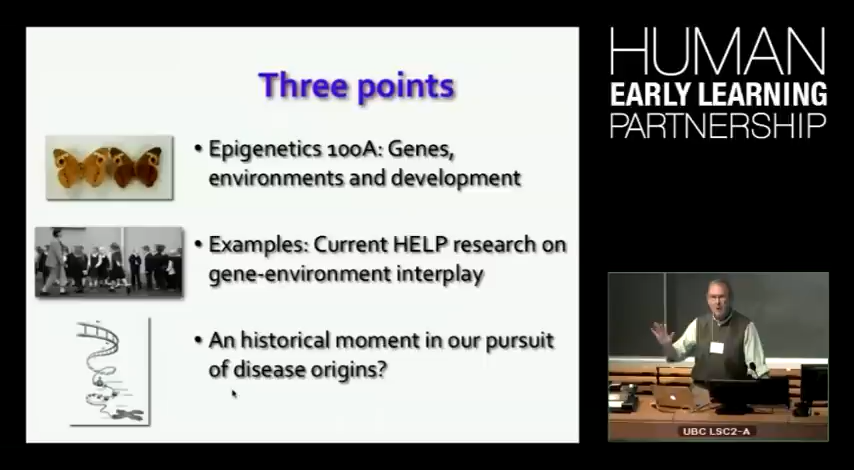 Three points
• Epigenetics 100A: Genes,
environments and development
• Examples: Current HELP research on
gene-environment interplay
• An historical moment in our pursuit
of disease origins?
HUMAN
EARLY LEARNING
PARTNERSHIP
UBC LSC2-A